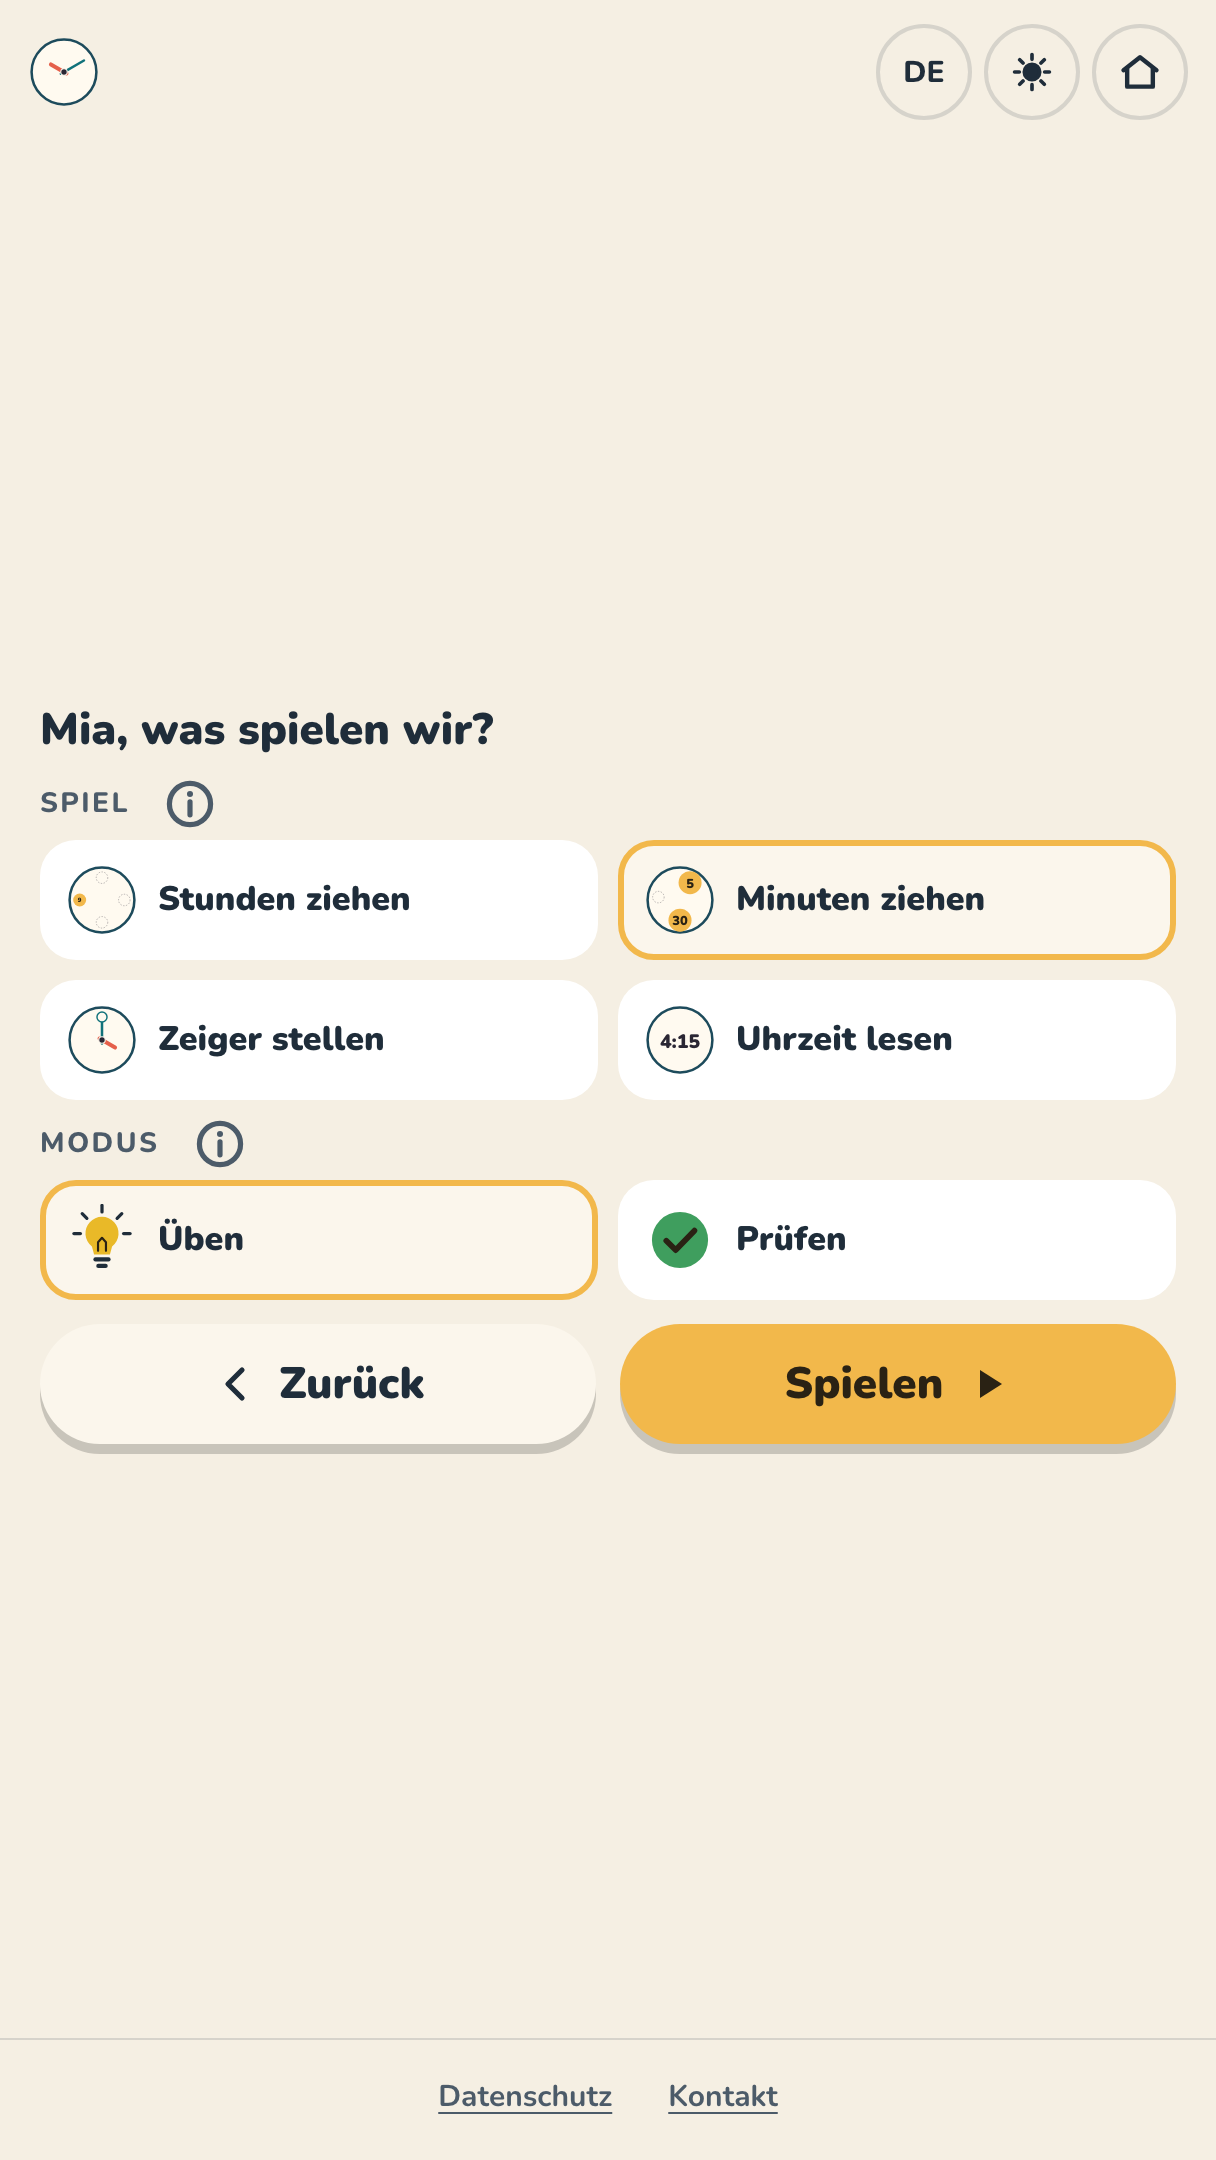 DE
Mia, was spielen wir?
SPIEL
9
Stunden ziehen
5
30
Minuten ziehen
Zeiger stellen
4:15
Uhrzeit lesen
MODUS
Üben
Prüfen
Zurück
Spielen
Datenschutz
Kontakt